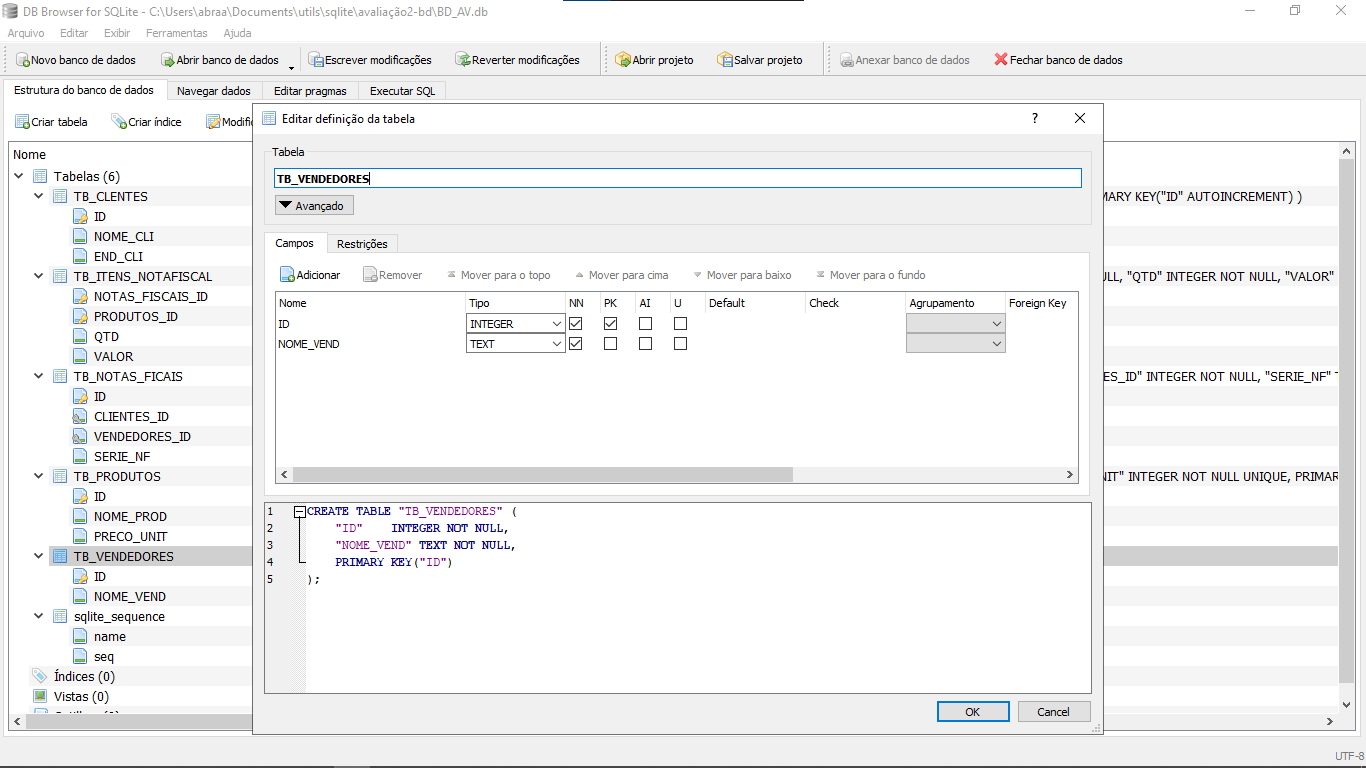 DB Browser for SQLite - C:\Users\abraa\Documents\utils\sqlite\avaliação2-bd\BD_AV.db
Arquivo Editar Exibir Ferramentas Ajuda
Novo banco de dados Abrir banco de dados Escrever modificações Reverter modificações Abrir projeto Salvar projeto Anexar banco de dados Fechar banco de dados
Estrutura do banco de dados Navegar dados Editar pragmas Executar SQL
Criar tabela Criar índice Modific
Nome
Tabelas (6)
TB_CLENTES
MARY KEY("ID" AUTOINCREMENT) )
ID
NOME_CLI
END_CLI
TB_ITENS_NOTAFISCAL
"QTD" INTEGER NOT NULL, "VALOR"
NOTAS_FISCAIS_ID
PRODUTOS_ID
QTD
VALOR
TB_NOTAS_FICAIS
ES_ID" INTEGER NOT NULL, "SERIE_NF"
ID
CLIENTES_ID
VENDEDORES_ID
SERIE_NF
TB_PRODUTOS
NIT" INTEGER NOT NULL UNIQUE, PRIMAR
ID
NOME_PROD
PRECO_UNIT
TB_VENDEDORES
ID
NOME_VEND
sqlite_sequence
name
seq
Índices (0)
Vistas (0)
Editar definição da tabela ?
Tabela
TB_VENDEDORES
Avançado
Campos Restrições
Adicionar Remover Mover para o topo Mover para cima Mover para baixo Mover para o fundo
Nome Tipo NN PK AI U Default Check Agrupamento Foreign Key
ID INTEGER
NOME_VEND TEXT
1 CREATE TABLE "TB_VENDEDORES" (
2 "ID" INTEGER NOT NULL,
3 "NOME_VEND" TEXT NOT NULL,
4 PRIMARY KEY("ID")
5 );
OK Cancel
UTF-8